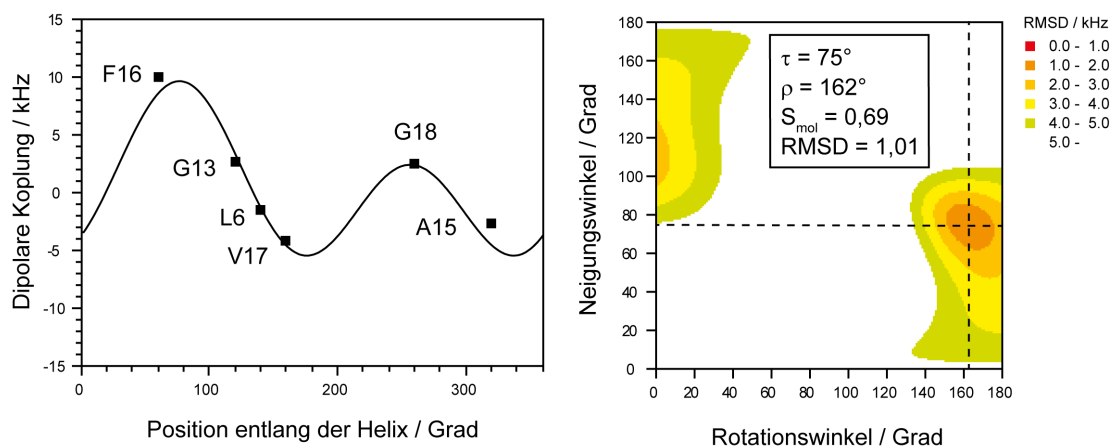 15
10
5
0
-5
-10
-15
0
100
200
300
Dipolare Koplung / kHz
Position entlang der Helix / Grad
F16
G13
L6
V17
G18
A15
180
160
140
120
100
80
60
40
20
0
0
20
40
60
80
100
120
140
160
180
Neigungswinkel / Grad
Rotationswinkel / Grad
τ = 75°
ρ = 162°
Smol = 0,69
RMSD = 1,01
RMSD / kHz
0.0 - 1.0
1.0 - 2.0
2.0 - 3.0
3.0 - 4.0
4.0 - 5.0
5.0 -